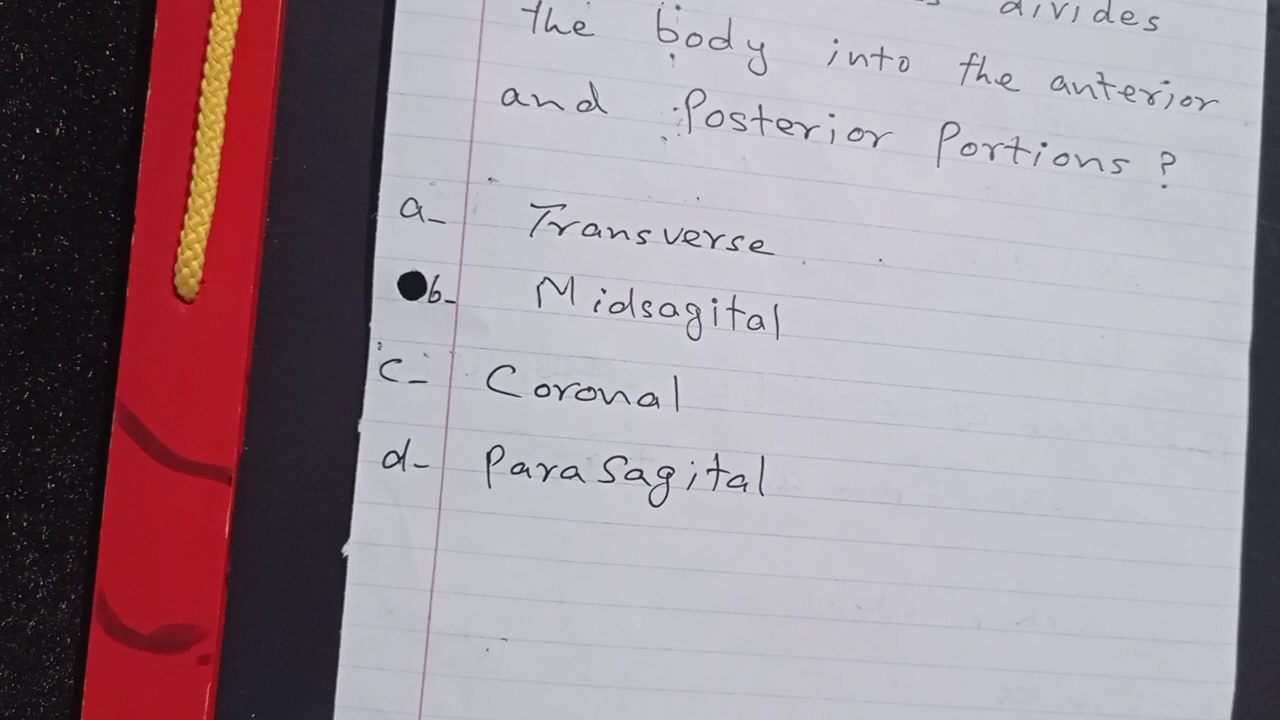 divides
the body into the anterior
and Posterior Portions?
a- Transverse
b- Midsagital
c- Coronal
d- Parasagital